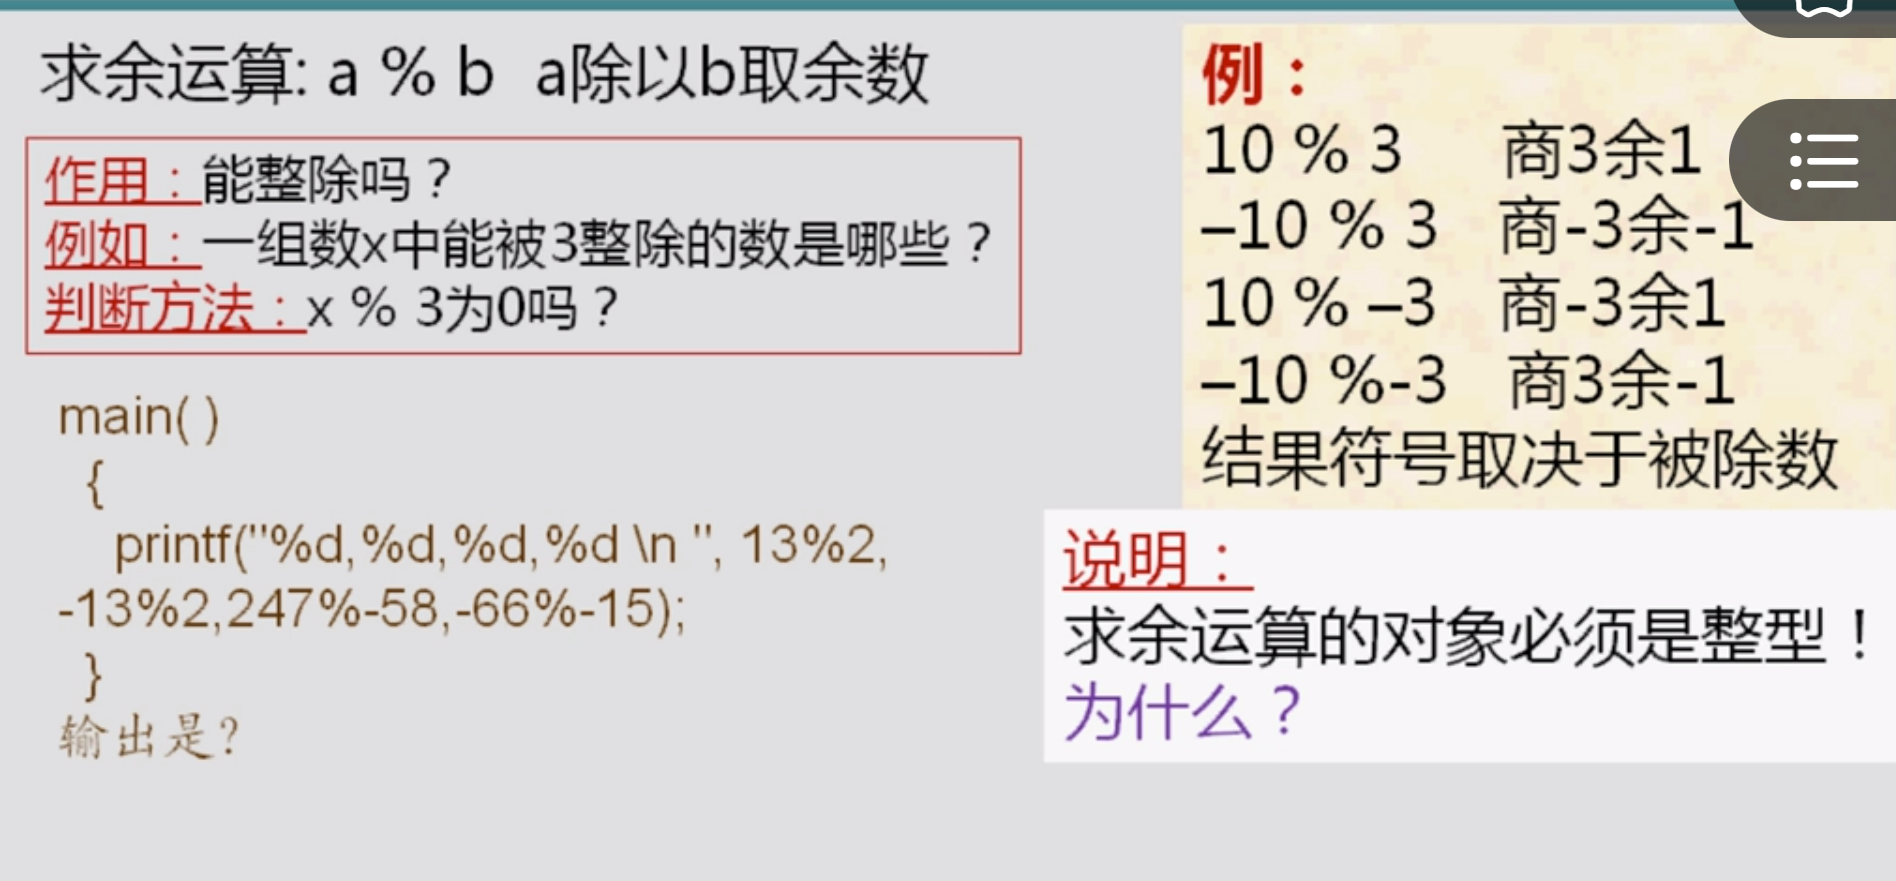 求余运算: a % b a除以b取余数
作用：能整除吗？
例如：一组数x中能被3整除的数是哪些？
判断方法：x % 3为0吗？
main( )
{
printf("%d,%d,%d,%d \n ", 13%2,
-13%2,247%-58,-66%-15);
}
输出是?
例：
10 % 3 商3余1
–10 % 3 商-3余-1
10 % –3 商-3余1
–10 %-3 商3余-1
结果符号取决于被除数
说明：
求余运算的对象必须是整型！
为什么？